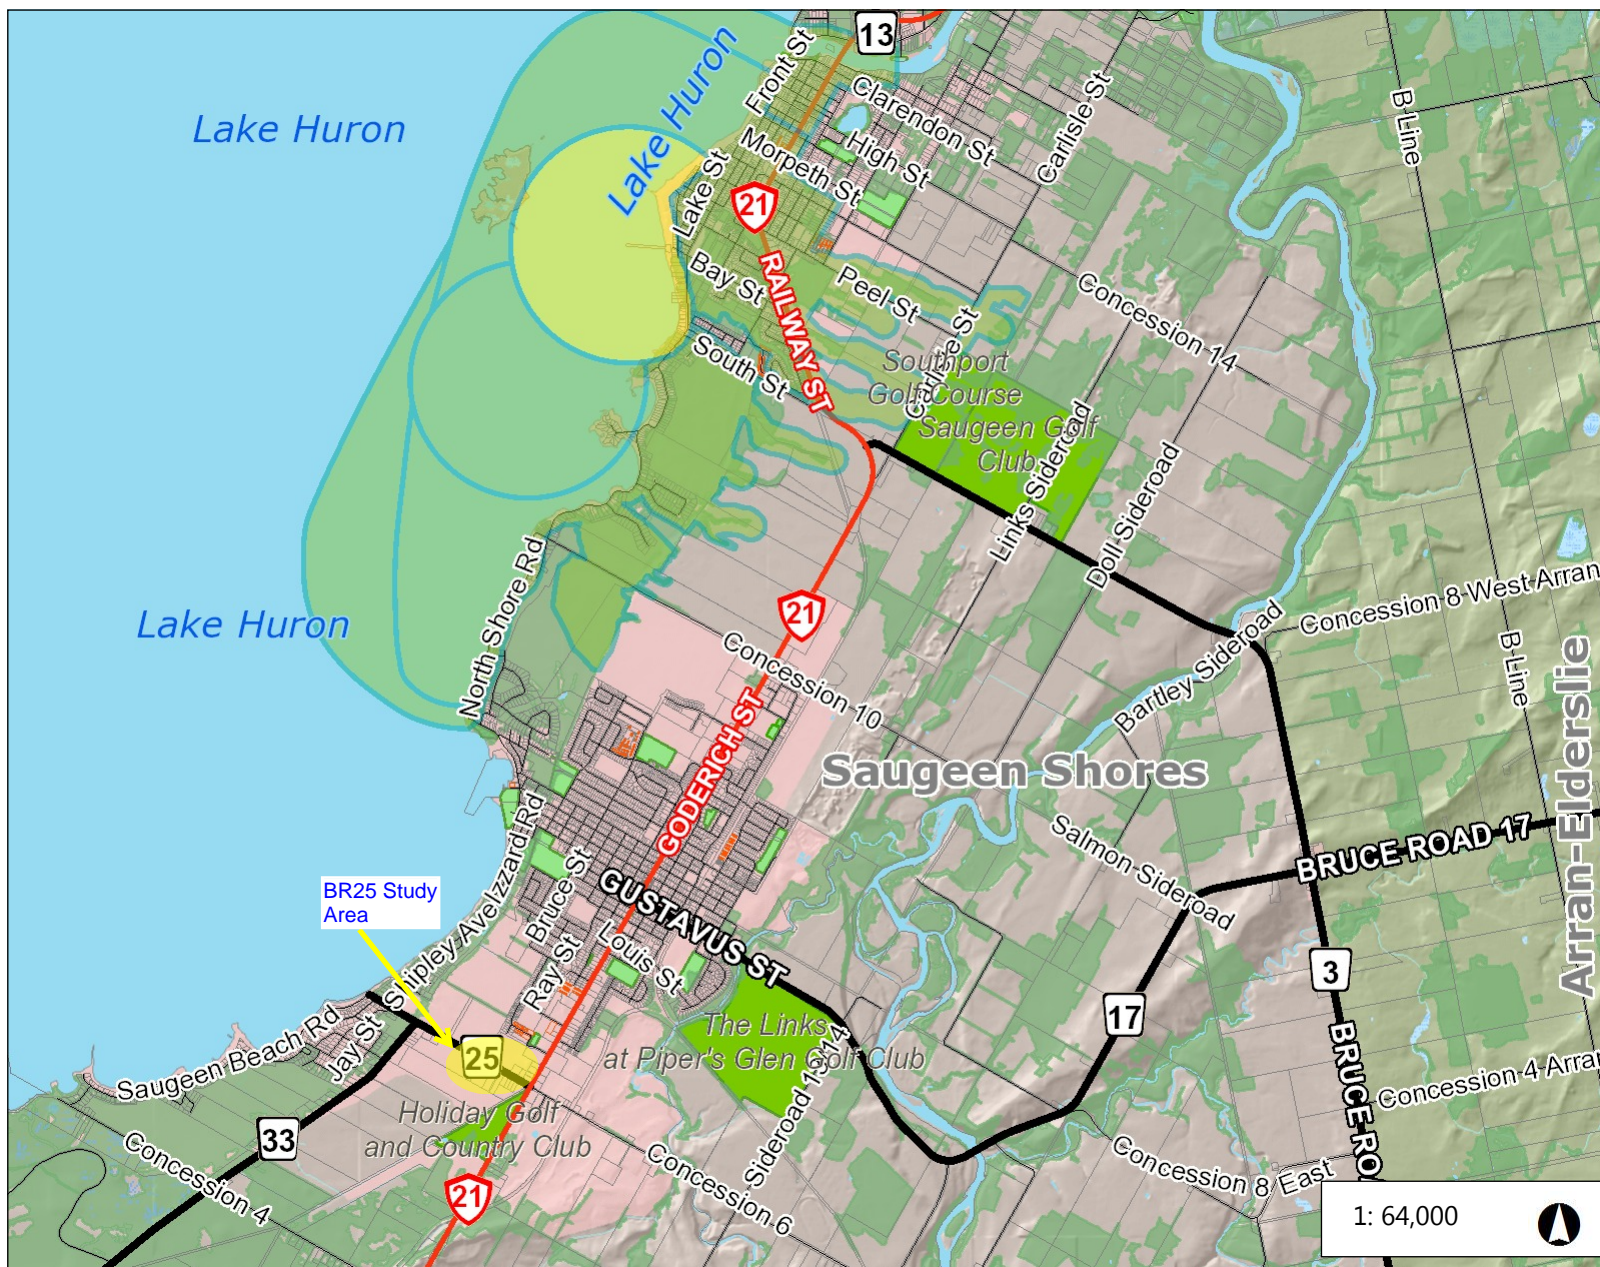 13
Lake Huron
Lake Huron
Front St
Clarendon St
Carlisle St
B Line
High St
Morpeth St
Lake St
21
RAILWAY ST
Bay St
Peel St
Concession 14
South St
Carlisle St
Southport
Golf Course
Saugeen Golf
Club
Links Sideroad
Doll Sideroad
North Shore Rd
21
Concession 8 West Arran
Lake Huron
Concession 10
Bartley Sideroad
B Line
Arran-Elderslie
GODERICH ST
Saugeen Shores
Salmon Sideroad
BRUCE ROAD 17
BR25 Study
Area
Shipley Ave
Izzard Rd
Bruce St
GUSTAVUS ST
Ray St
Louis St
3
17
The Links
at Piper's Glen Golf Club
Saugeen Beach Rd
Jay St
25
BRUCE RO
Concession 4 Arra
Holiday Golf
and Country Club
33
Concession 4
21
Concession 6
Concession 8 East
1: 64,000